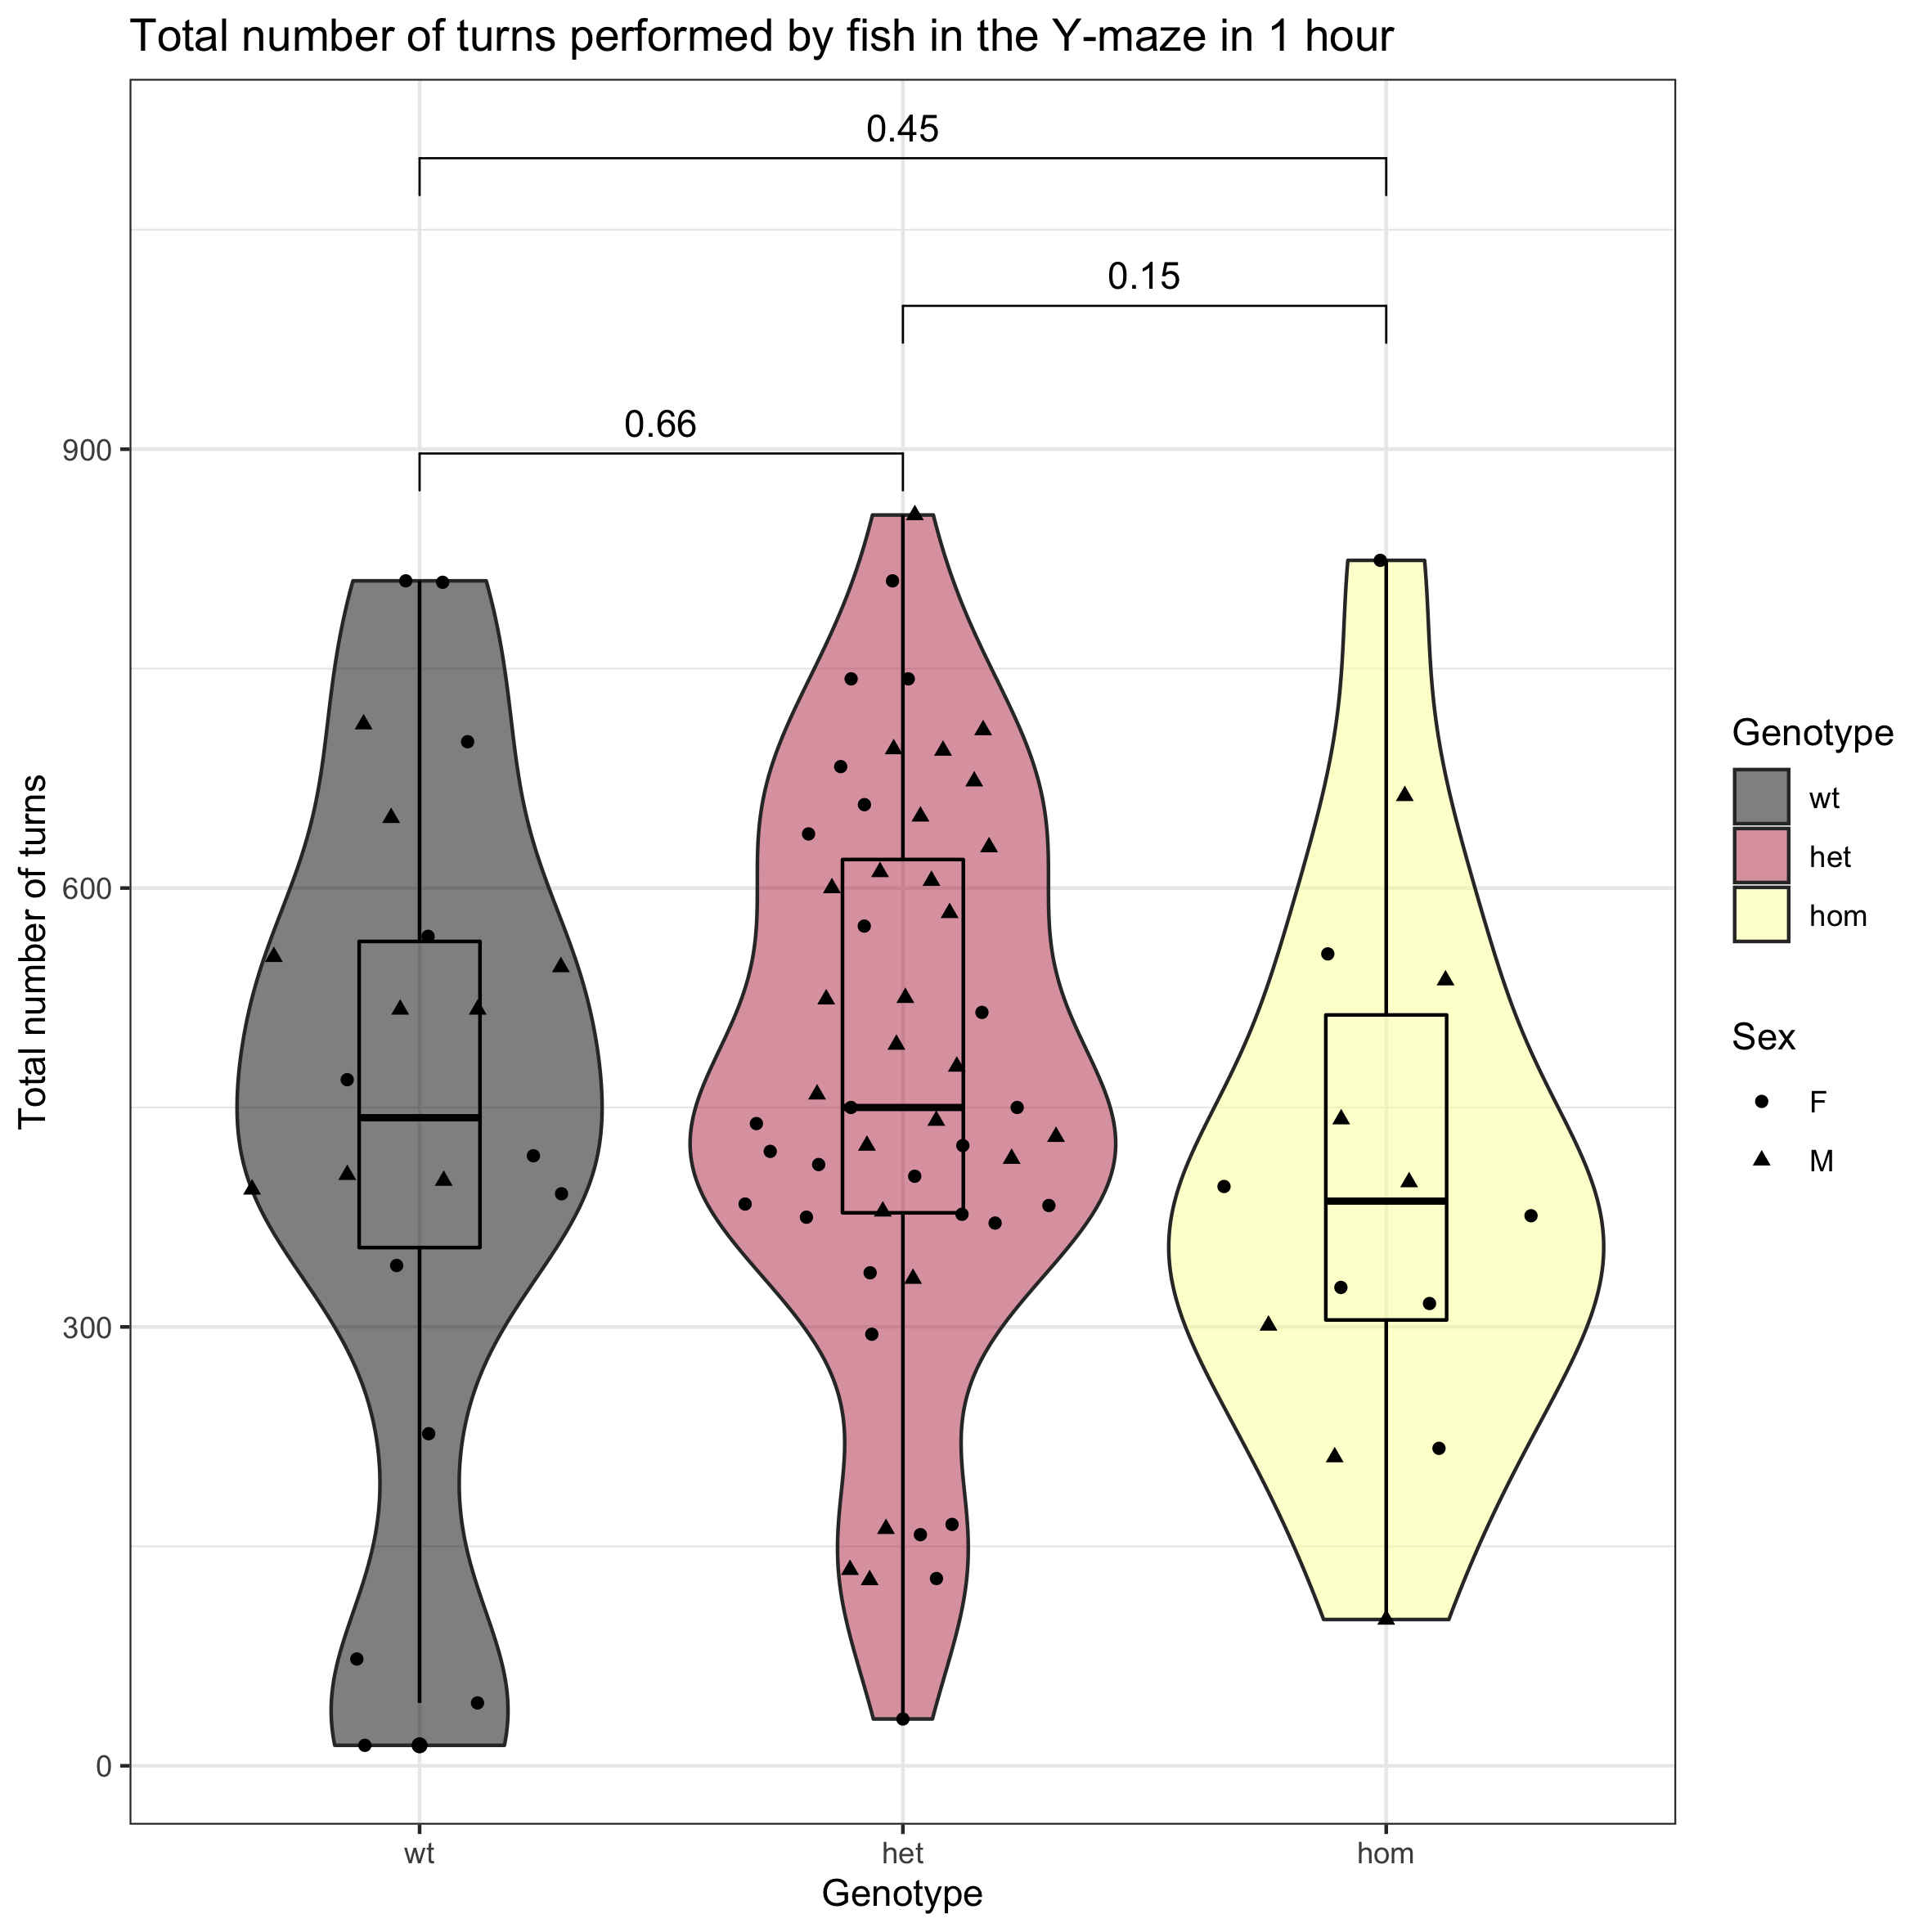 Total number of turns performed by fish in the Y-maze in 1 hour
0.45
0.15
0.66
900
600
300
0
Total number of turns
wt
het
hom
Genotype
Genotype
wt
het
hom
Sex
F
M